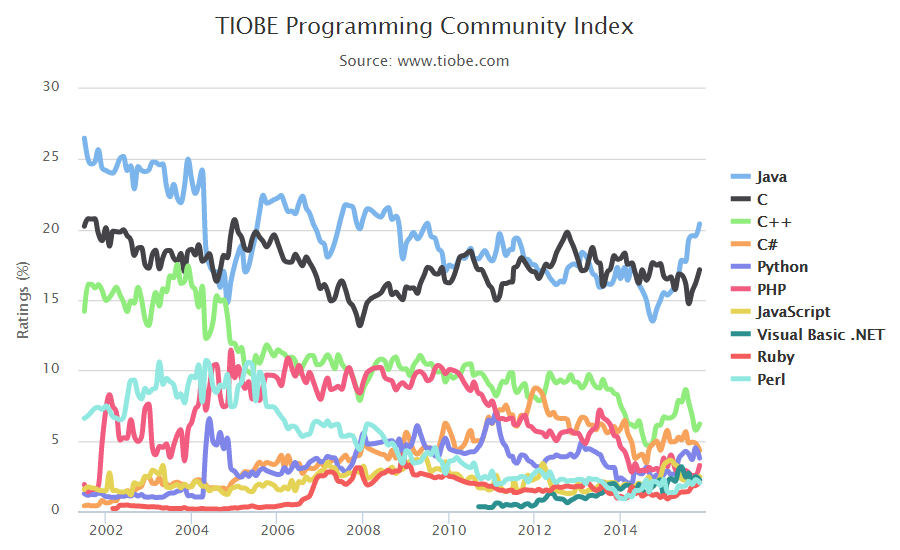 TIOBE Programming Community Index
Source: www.tiobe.com
Ratings (%)
30
25
20
15
10
5
0
2002 2004 2006 2008 2010 2012 2014
Java
C
C++
C#
Python
PHP
JavaScript
Visual Basic .NET
Ruby
Perl